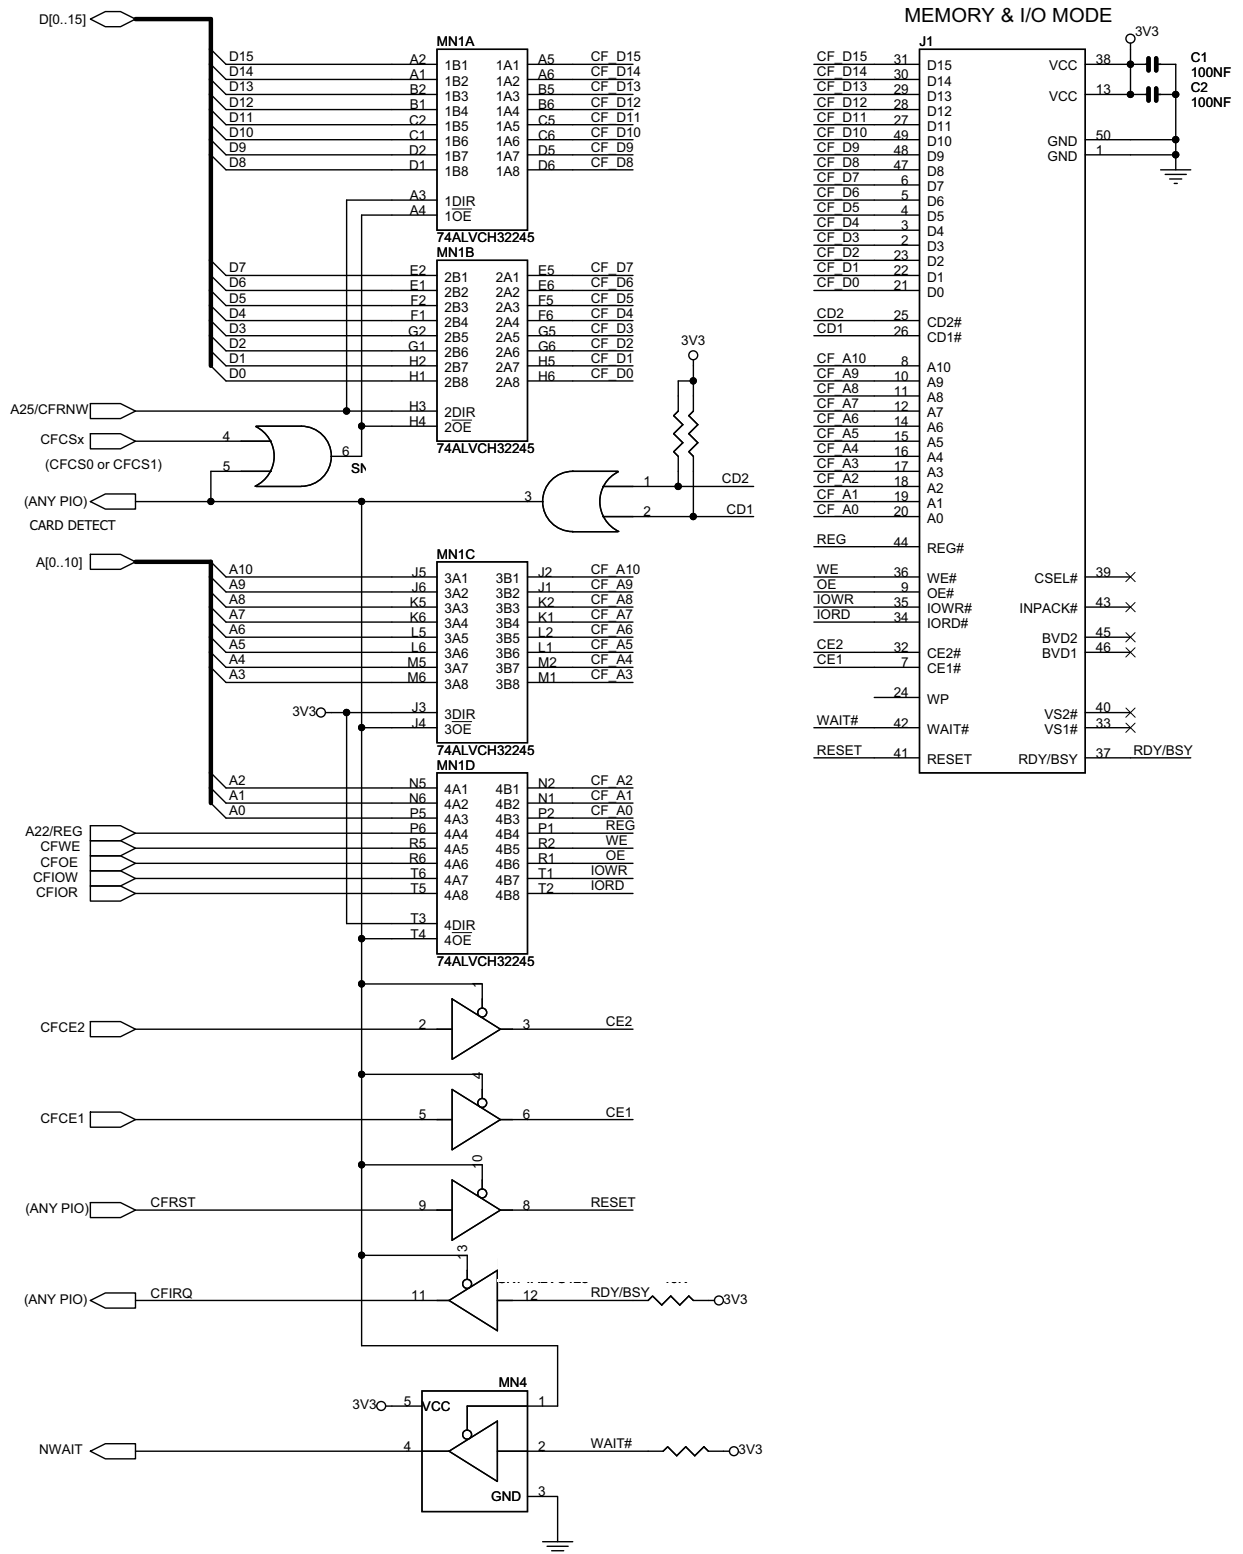 MEMORY & I/O MODE
D[0..15]
MN1A
D15 A2 1B1 1A1 A5 CF_D15
D14 A1 1B2 1A2 A6 CF_D14
D13 B2 1B3 1A3 B5 CF_D13
D12 B1 1B4 1A4 B6 CF_D12
D11 C2 1B5 1A5 C5 CF_D11
D10 C1 1B6 1A6 C6 CF_D10
D9 D2 1B7 1A7 D5 CF_D9
D8 D1 1B8 1A8 D6 CF_D8
A3 1DIR
A4 1OE
74ALVCH32245
MN1B
D7 E2 2B1 2A1 E5 CF_D7
D6 E1 2B2 2A2 E6 CF_D6
D5 F2 2B3 2A3 F5 CF_D5
D4 F1 2B4 2A4 F6 CF_D4
D3 G2 2B5 2A5 G5 CF_D3
D2 G1 2B6 2A6 G6 CF_D2
D1 H2 2B7 2A7 H5 CF_D1
D0 H1 2B8 2A8 H6 CF_D0
A25/CFRNW H3 2DIR
H4 2OE
74ALVCH32245
CFCSx 4
(CFCS0 or CFCS1) 5
6
3V3
(ANY PIO)
CARD DETECT
3
1 CD2
2 CD1
A[0..10]
MN1C
A10 J5 3A1 3B1 J2 CF_A10
A9 J6 3A2 3B2 J1 CF_A9
A8 K5 3A3 3B3 K2 CF_A8
A7 K6 3A4 3B4 K1 CF_A7
A6 L5 3A5 3B5 L2 CF_A6
A5 L6 3A6 3B6 L1 CF_A5
A4 M5 3A7 3B7 M2 CF_A4
A3 M6 3A8 3B8 M1 CF_A3
3V3 J3 3DIR
J4 3OE
74ALVCH32245
MN1D
A2 N5 4A1 4B1 N2 CF_A2
A1 N6 4A2 4B2 N1 CF_A1
A0 P5 4A3 4B3 P2 CF_A0
A22/REG P6 4A4 4B4 P1 REG
CFWE R5 4A5 4B5 R2 WE
CFOE R6 4A6 4B6 R1 OE
CFIOW T6 4A7 4B7 T1 IOWR
CFIOR T5 4A8 4B8 T2 IORD
T3 4DIR
T4 4OE
74ALVCH32245
1
CFCE2 2 3 CE2
4
CFCE1 5 6 CE1
10
(ANY PIO) CFRST 9 8 RESET
13
(ANY PIO) CFIRQ 11 12 RDY/BSY 3V3
MN4
3V3 5 VCC 1
NWAIT 4 2 WAIT# 3V3
GND 3
J1
3V3
CF_D15 31 D15
CF_D14 30 D14
CF_D13 29 D13
CF_D12 28 D12
CF_D11 27 D11
CF_D10 49 D10
CF_D9 48 D9
CF_D8 47 D8
CF_D7 6 D7
CF_D6 5 D6
CF_D5 4 D5
CF_D4 3 D4
CF_D3 2 D3
CF_D2 23 D2
CF_D1 22 D1
CF_D0 21 D0
CD2 25 CD2#
CD1 26 CD1#
CF_A10 8 A10
CF_A9 10 A9
CF_A8 11 A8
CF_A7 12 A7
CF_A6 14 A6
CF_A5 15 A5
CF_A4 16 A4
CF_A3 17 A3
CF_A2 18 A2
CF_A1 19 A1
CF_A0 20 A0
REG 44 REG#
WE 36 WE#
OE 9 OE#
IOWR 35 IOWR#
IORD 34 IORD#
CE2 32 CE2#
CE1 7 CE1#
24 WP
WAIT# 42 WAIT#
RESET 41 RESET
VCC 38
C1
100NF
VCC 13
C2
100NF
GND 50
GND 1
CSEL# 39
INPACK# 43
BVD2 45
BVD1 46
VS2# 40
VS1# 33
RDY/BSY 37 RDY/BSY